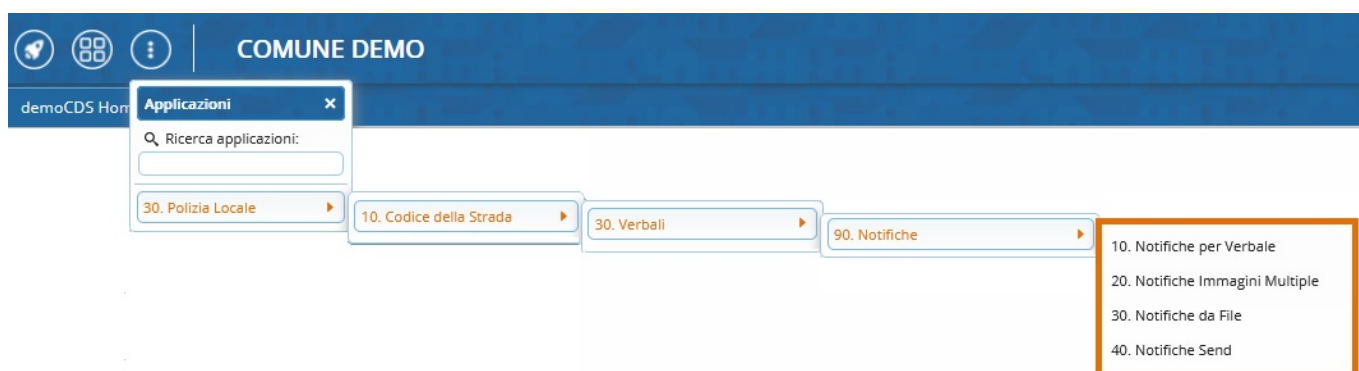 COMUNE DEMO
demoCDS Hom
Applicazioni
Ricerca applicazioni:
30. Polizia Locale
10. Codice della Strada
30. Verbali
90. Notifiche
10. Notifiche per Verbale
20. Notifiche Immagini Multiple
30. Notifiche da File
40. Notifiche Send